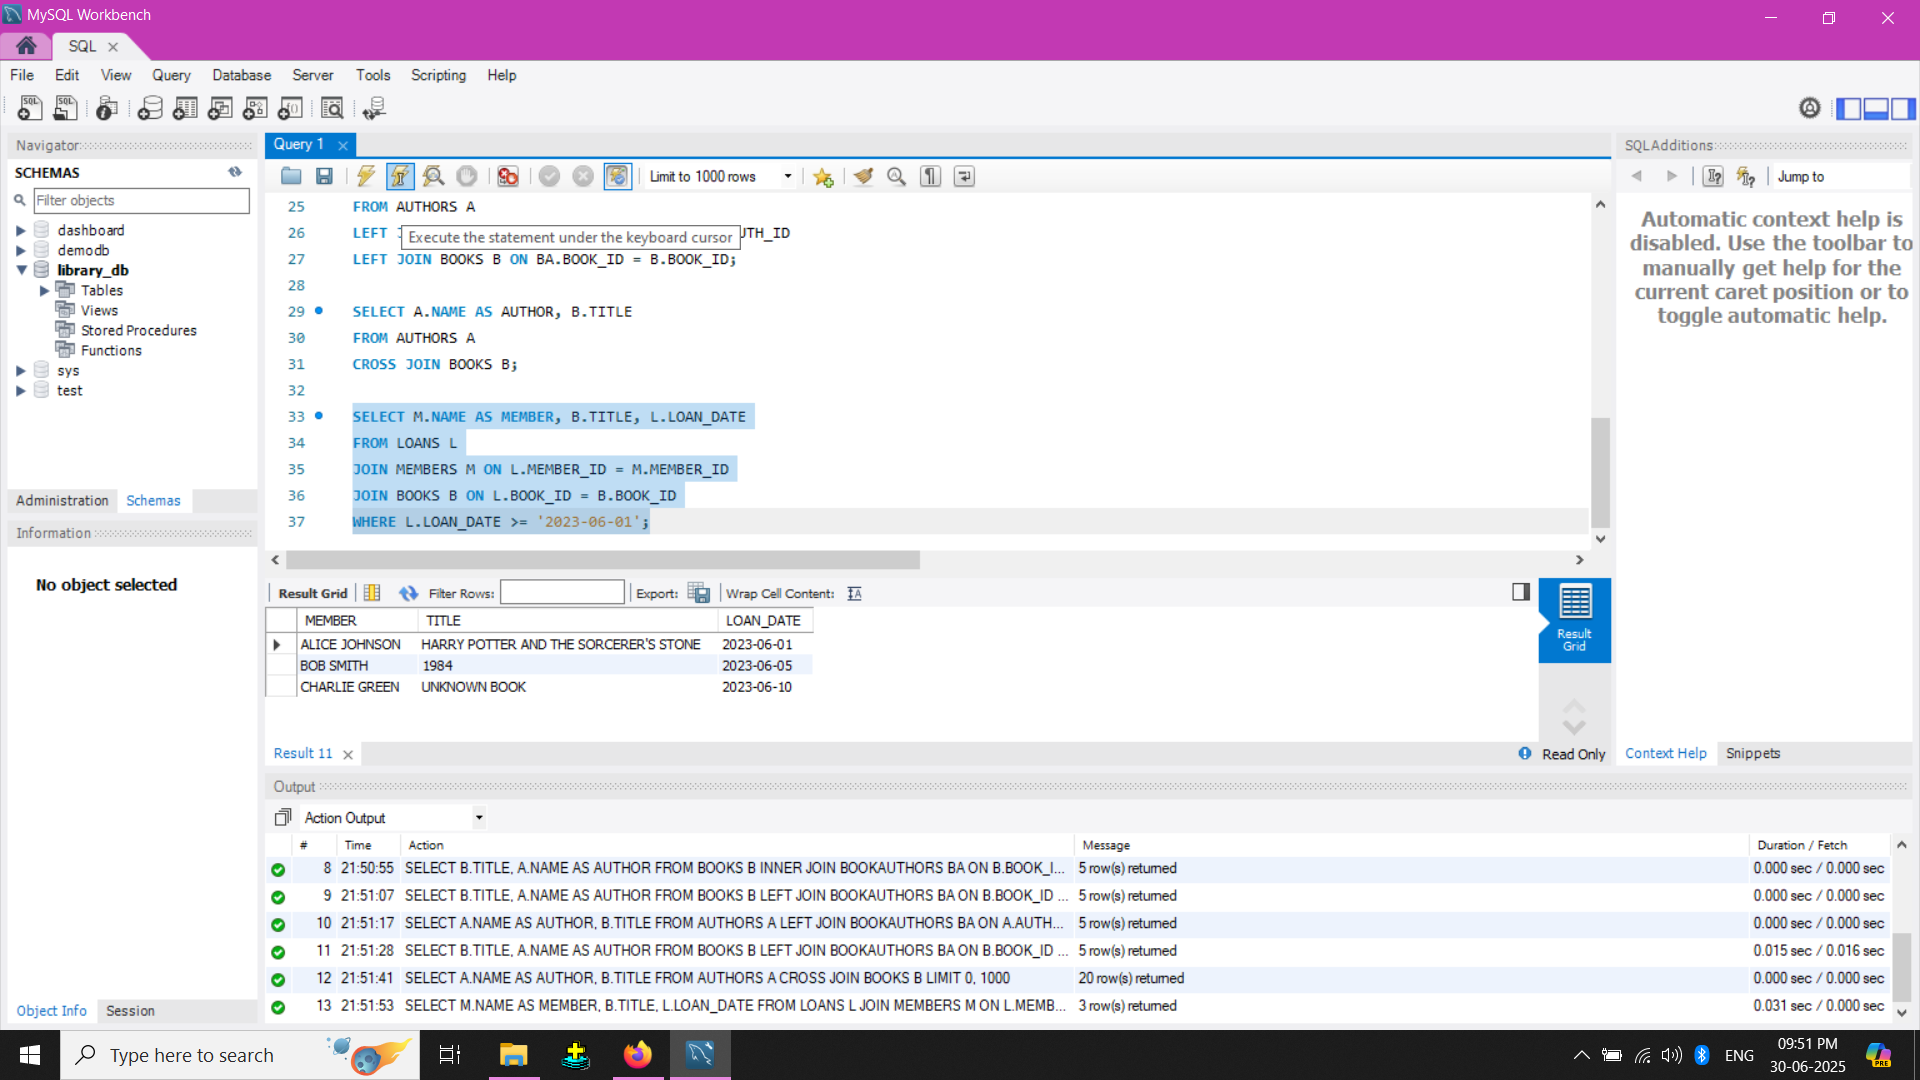 MySQL Workbench
SQL
File Edit View Query Database Server Tools Scripting Help
Navigator
SCHEMAS
Filter objects
dashboard
demodb
library_db
Tables
Views
Stored Procedures
Functions
sys
test
Administration Schemas
Information
No object selected
Object Info Session
Query 1
Limit to 1000 rows
25 FROM AUTHORS A
26 LEFT J UTH_ID
Execute the statement under the keyboard cursor
27 LEFT JOIN BOOKS B ON BA.BOOK_ID = B.BOOK_ID;
28
29 SELECT A.NAME AS AUTHOR, B.TITLE
30 FROM AUTHORS A
31 CROSS JOIN BOOKS B;
32
33 SELECT M.NAME AS MEMBER, B.TITLE, L.LOAN_DATE
34 FROM LOANS L
35 JOIN MEMBERS M ON L.MEMBER_ID = M.MEMBER_ID
36 JOIN BOOKS B ON L.BOOK_ID = B.BOOK_ID
37 WHERE L.LOAN_DATE >= '2023-06-01';
Result Grid Filter Rows: Export: Wrap Cell Content:
MEMBER TITLE LOAN_DATE
ALICE JOHNSON HARRY POTTER AND THE SORCERER'S STONE 2023-06-01
BOB SMITH 1984 2023-06-05
CHARLIE GREEN UNKNOWN BOOK 2023-06-10
Result
Grid
Result 11
Read Only
SQLAdditions
Jump to
Automatic context help is
disabled. Use the toolbar to
manually get help for the
current caret position or to
toggle automatic help.
Context Help Snippets
Output
Action Output
# Time Action Message Duration / Fetch
8 21:50:55 SELECT B.TITLE, A.NAME AS AUTHOR FROM BOOKS B INNER JOIN BOOKAUTHORS BA ON B.BOOK_I... 5 row(s) returned 0.000 sec / 0.000 sec
9 21:51:07 SELECT B.TITLE, A.NAME AS AUTHOR FROM BOOKS B LEFT JOIN BOOKAUTHORS BA ON B.BOOK_ID ... 5 row(s) returned 0.000 sec / 0.000 sec
10 21:51:17 SELECT A.NAME AS AUTHOR, B.TITLE FROM AUTHORS A LEFT JOIN BOOKAUTHORS BA ON A.AUTH... 5 row(s) returned 0.000 sec / 0.000 sec
11 21:51:28 SELECT B.TITLE, A.NAME AS AUTHOR FROM BOOKS B LEFT JOIN BOOKAUTHORS BA ON B.BOOK_ID ... 5 row(s) returned 0.015 sec / 0.016 sec
12 21:51:41 SELECT A.NAME AS AUTHOR, B.TITLE FROM AUTHORS A CROSS JOIN BOOKS B LIMIT 0, 1000 20 row(s) returned 0.000 sec / 0.000 sec
13 21:51:53 SELECT M.NAME AS MEMBER, B.TITLE, L.LOAN_DATE FROM LOANS L JOIN MEMBERS M ON L.MEMB... 3 row(s) returned 0.031 sec / 0.000 sec
Type here to search
ENG
09:51 PM
30-06-2025
PRE